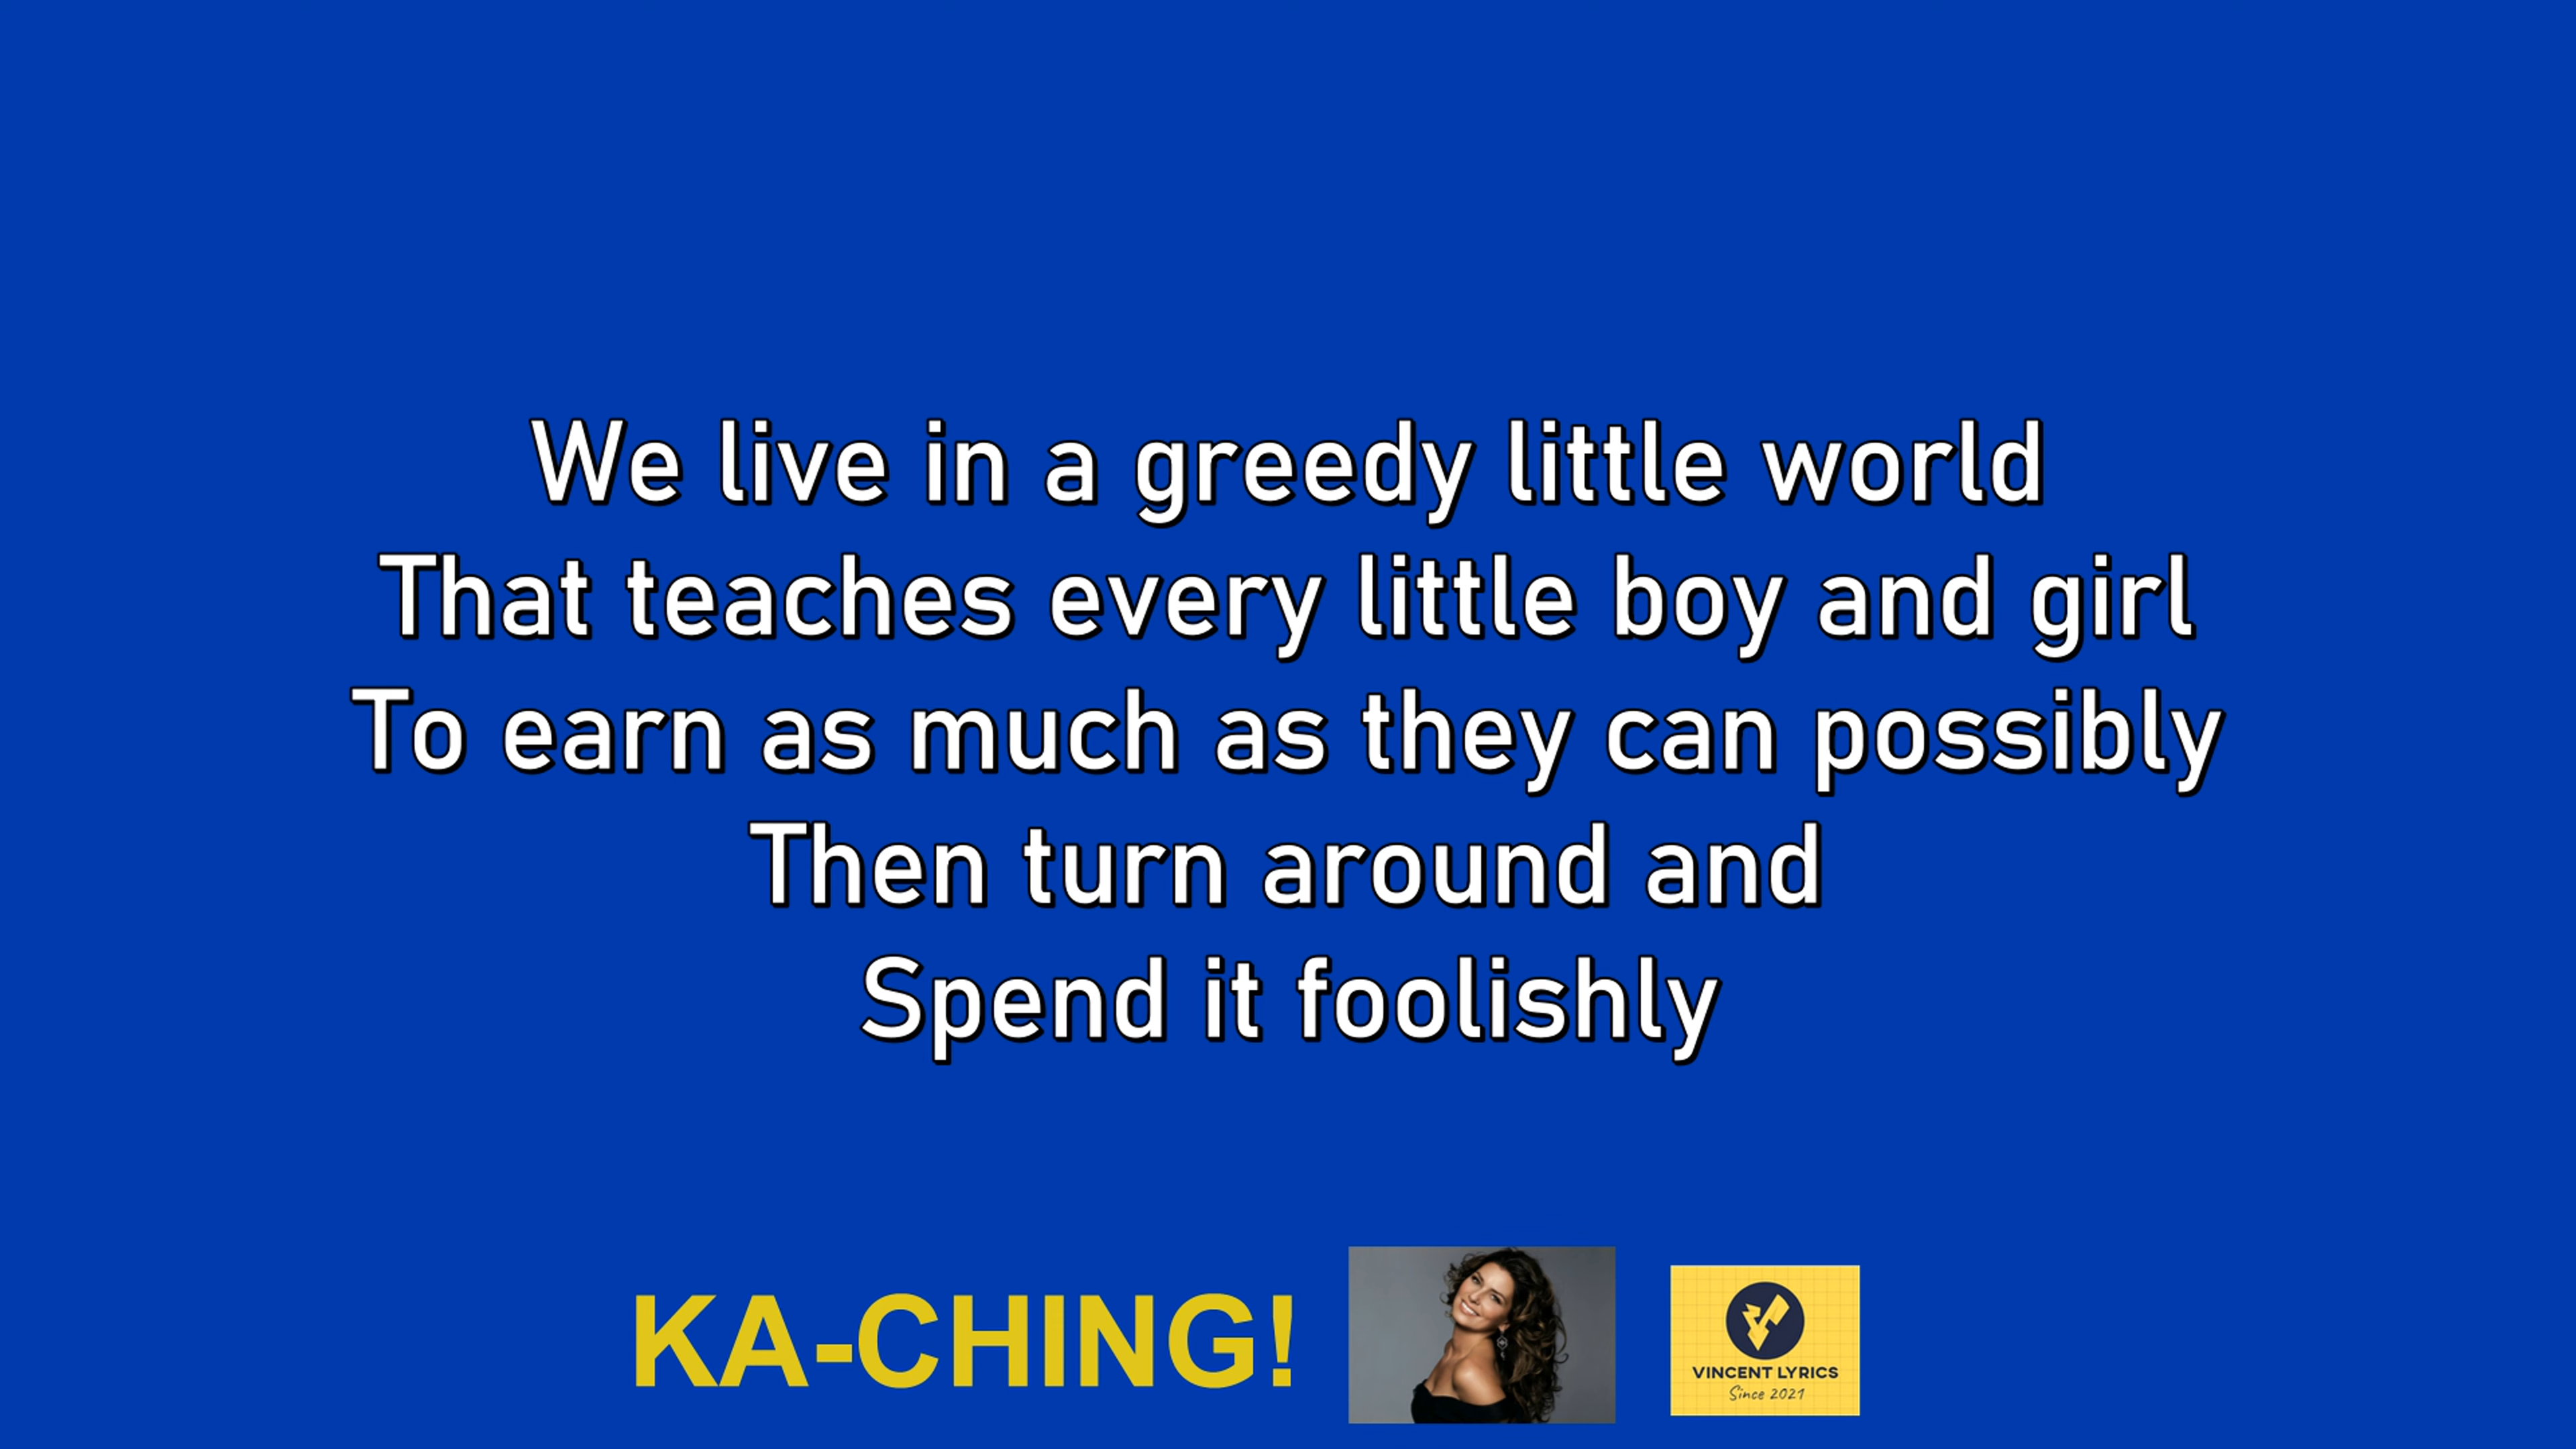 We live in a greedy little world
That teaches every little boy and girl
To earn as much as they can possibly
Then turn around and
Spend it foolishly
KA-CHING!
VINCENT LYRICS
Since 2021